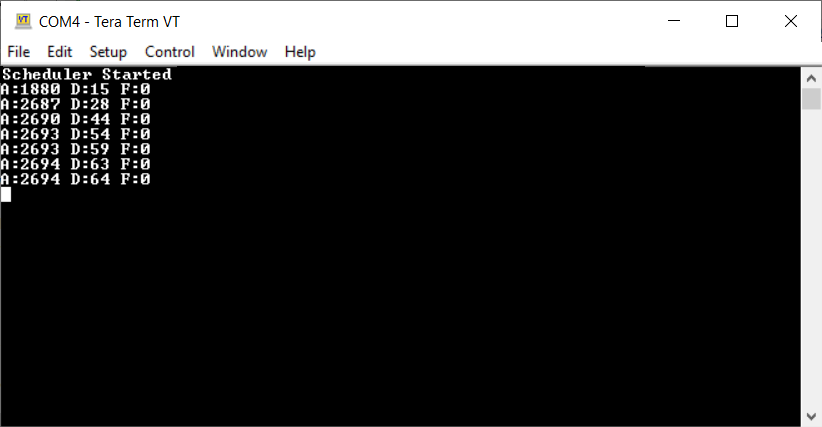 VT
COM4 - Tera Term VT
File Edit Setup Control Window Help
Scheduler Started
A:1880 D:15 F:0
A:2687 D:28 F:0
A:2690 D:44 F:0
A:2693 D:54 F:0
A:2693 D:59 F:0
A:2694 D:63 F:0
A:2694 D:64 F:0